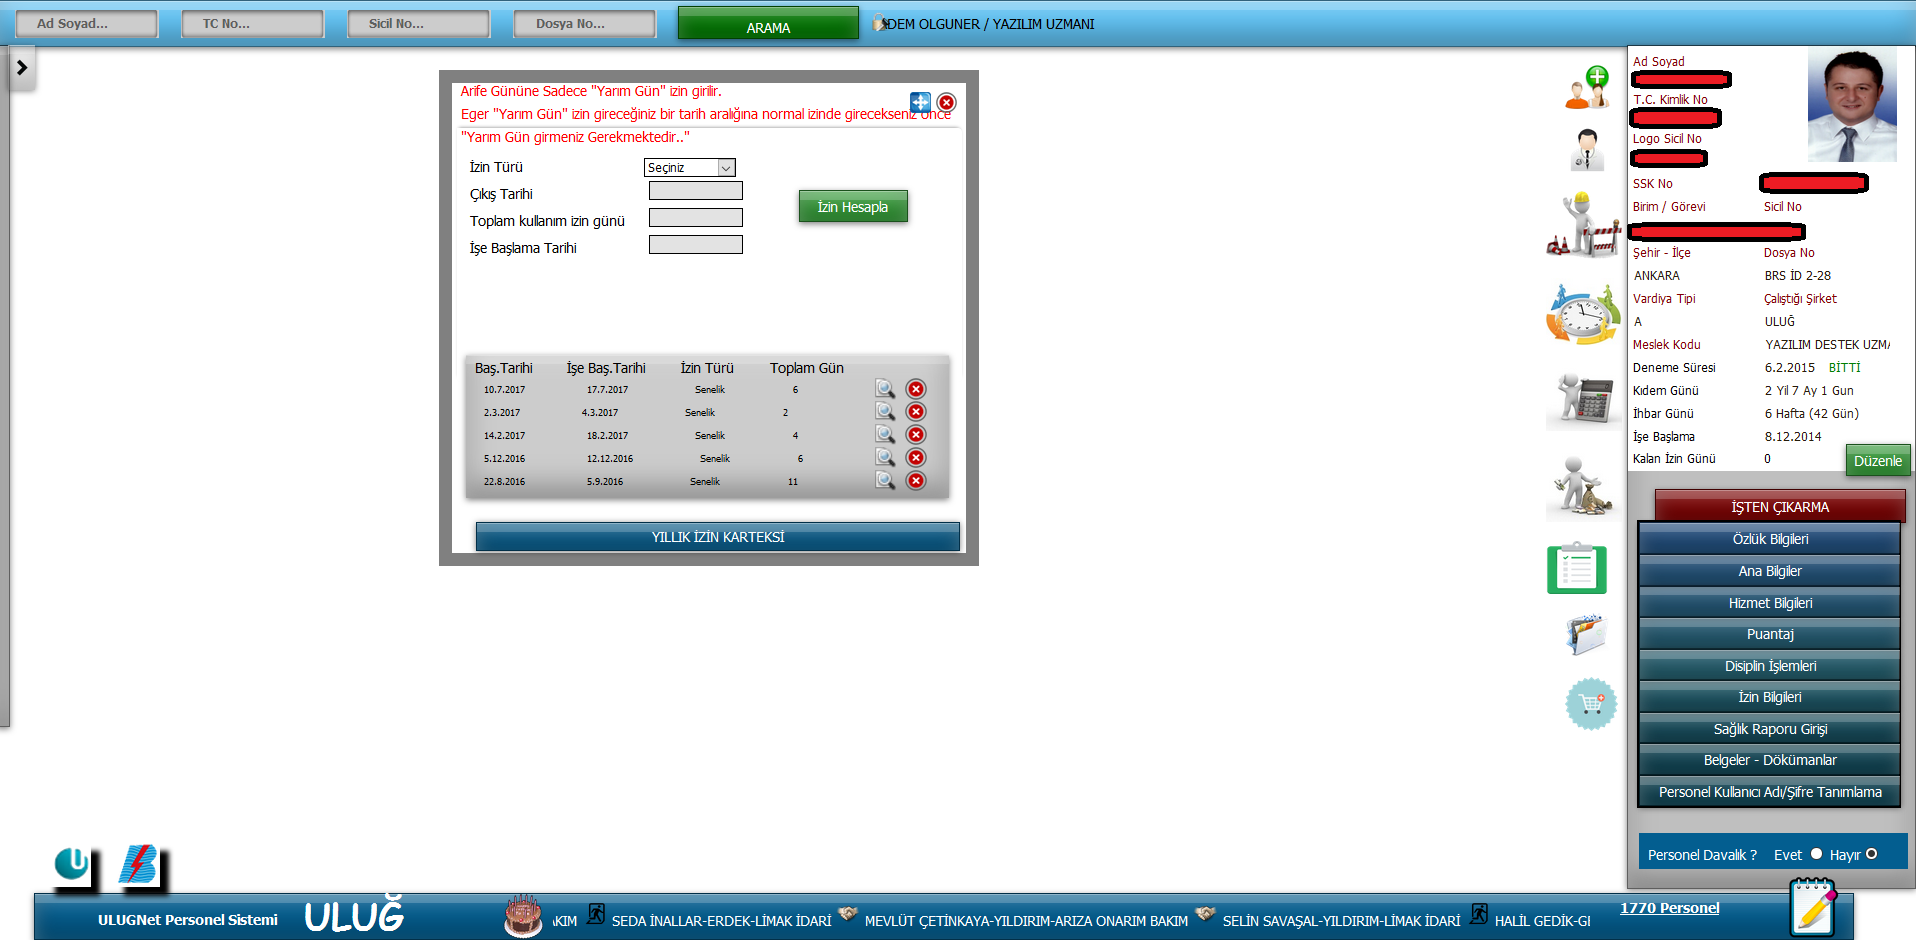 Ad Soyad...
TC No...
Sicil No...
Dosya No...
ARAMA
DEM OLGUNER / YAZILIM UZMANI
Arife Gününe Sadece "Yarım Gün" izin girilir.
Eger "Yarım Gün" izin gireceğiniz bir tarih aralığına normal izinde girecekseniz önce
"Yarım Gün girmeniz Gerekmektedir.."
İzin Türü
Seçiniz
Çıkış Tarihi
Toplam kullanım izin günü
İşe Başlama Tarihi
İzin Hesapla
Baş.Tarihi İşe Baş.Tarihi İzin Türü Toplam Gün
10.7.2017 17.7.2017 Senelik 6
2.3.2017 4.3.2017 Senelik 2
14.2.2017 18.2.2017 Senelik 4
5.12.2016 12.12.2016 Senelik 6
22.8.2016 5.9.2016 Senelik 11
YILLIK İZİN KARTEKSİ
Ad Soyad
T.C. Kimlik No
Logo Sicil No
SSK No
Birim / Görevi Sicil No
Şehir - İlçe Dosya No
ANKARA BRS İD 2-28
Vardiya Tipi Çalıştığı Şirket
A ULUĞ
Meslek Kodu YAZILIM DESTEK UZMA
Deneme Süresi 6.2.2015 BİTTİ
Kıdem Günü 2 Yil 7 Ay 1 Gun
İhbar Günü 6 Hafta (42 Gün)
İşe Başlama 8.12.2014
Kalan İzin Günü 0
Düzenle
İŞTEN ÇIKARMA
Özlük Bilgileri
Ana Bilgiler
Hizmet Bilgileri
Puantaj
Disiplin İşlemleri
İzin Bilgileri
Sağlık Raporu Girişi
Belgeler - Dökümanlar
Personel Kullanıcı Adı/Şifre Tanımlama
Personel Davalık ? Evet Hayır
ULUGNet Personel Sistemi
ULUĞ
AKIM SEDA İNALLAR-ERDEK-LİMAK İDARİ MEVLÜT ÇETİNKAYA-YILDIRIM-ARIZA ONARIM BAKIM SELİN SAVAŞAL-YILDIRIM-LİMAK İDARİ HALİL GEDİK-GI
1770 Personel